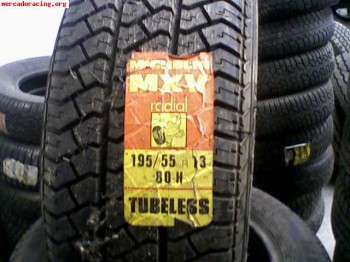 mercadoracing.org
MICHELIN
MXV
radial
195/55 R 13
80 H
TUBELESS